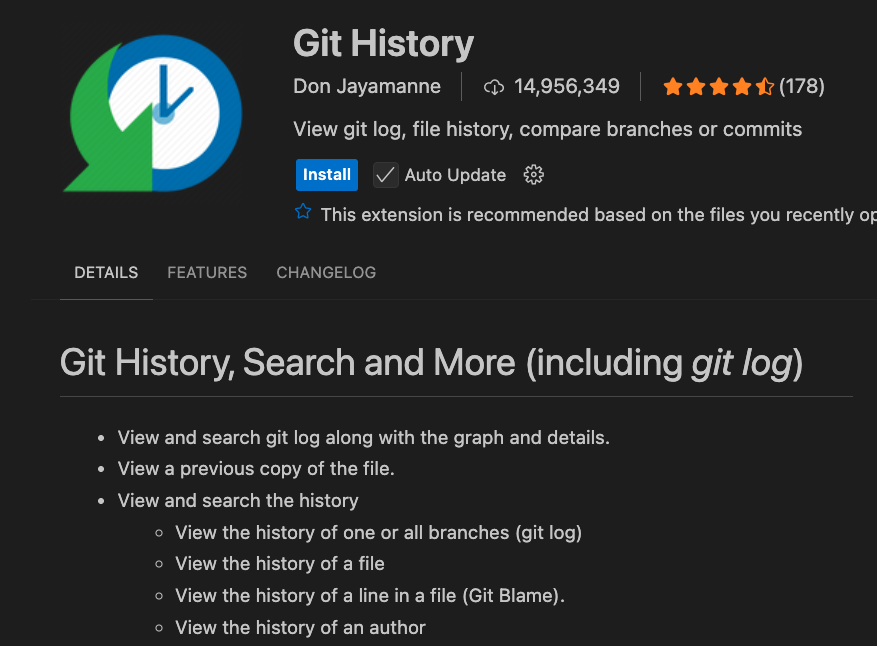 Git History
Don Jayamanne 14,956,349 (178)
View git log, file history, compare branches or commits
Install Auto Update
This extension is recommended based on the files you recently
DETAILS FEATURES CHANGELOG
Git History, Search and More (including git log)
• View and search git log along with the graph and details.
• View a previous copy of the file.
• View and search the history
◦ View the history of one or all branches (git log)
◦ View the history of a file
◦ View the history of a line in a file (Git Blame).
◦ View the history of an author